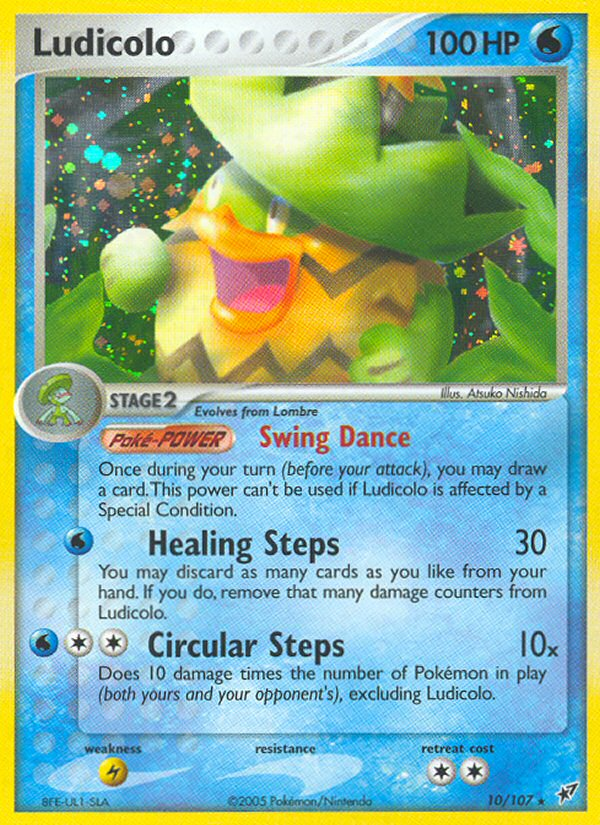 Ludicolo 100 HP
Illus. Atsuko Nishida
STAGE 2
Evolves from Lombre
Poké-POWER Swing Dance
Once during your turn (before your attack), you may draw
a card. This power can't be used if Ludicolo is affected by a
Special Condition.
Healing Steps 30
You may discard as many cards as you like from your
hand. If you do, remove that many damage counters from
Ludicolo.
Circular Steps 10x
Does 10 damage times the number of Pokémon in play
(both yours and your opponent's), excluding Ludicolo.
weakness resistance retreat cost
8FE-UL1-SLA ©2005 Pokémon/Nintendo 10/107 ★